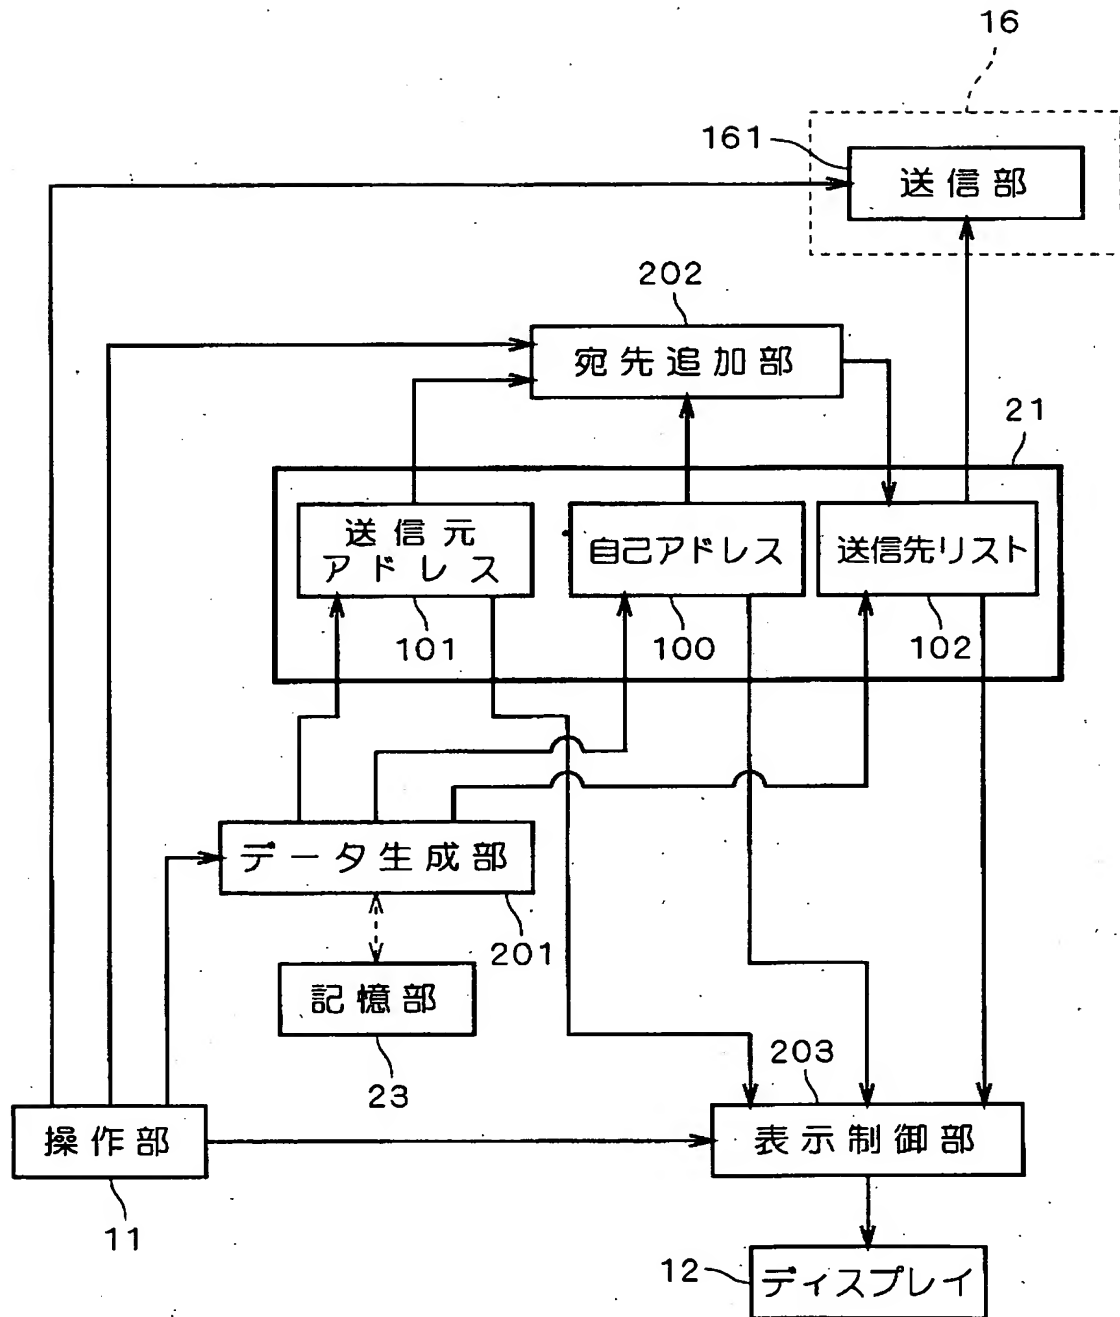 16
161
送信部
202
宛先追加部
21
送信元
アドレス
自己アドレス
送信先リスト
101
100
102
データ生成部
201
記憶部
23
203
操作部
表示制御部
11
12
ディスプレイ